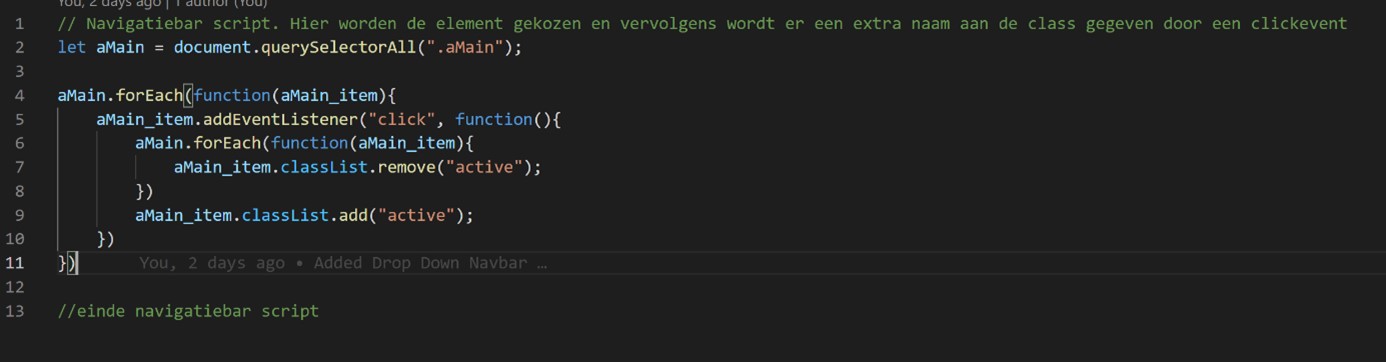 You, 2 days ago | 1 author (You)
1 // Navigatiebar script. Hier worden de element gekozen en vervolgens wordt er een extra naam aan de class gegeven door een clickevent
2 let aMain = document.querySelectorAll(".aMain");
3
4 aMain.forEach(function(aMain_item){
5 aMain_item.addEventListener("click", function(){
6 aMain.forEach(function(aMain_item){
7 aMain_item.classList.remove("active");
8 })
9 aMain_item.classList.add("active");
10 })
11 }) You, 2 days ago • Added Drop Down Navbar …
12
13 //einde navigatiebar script